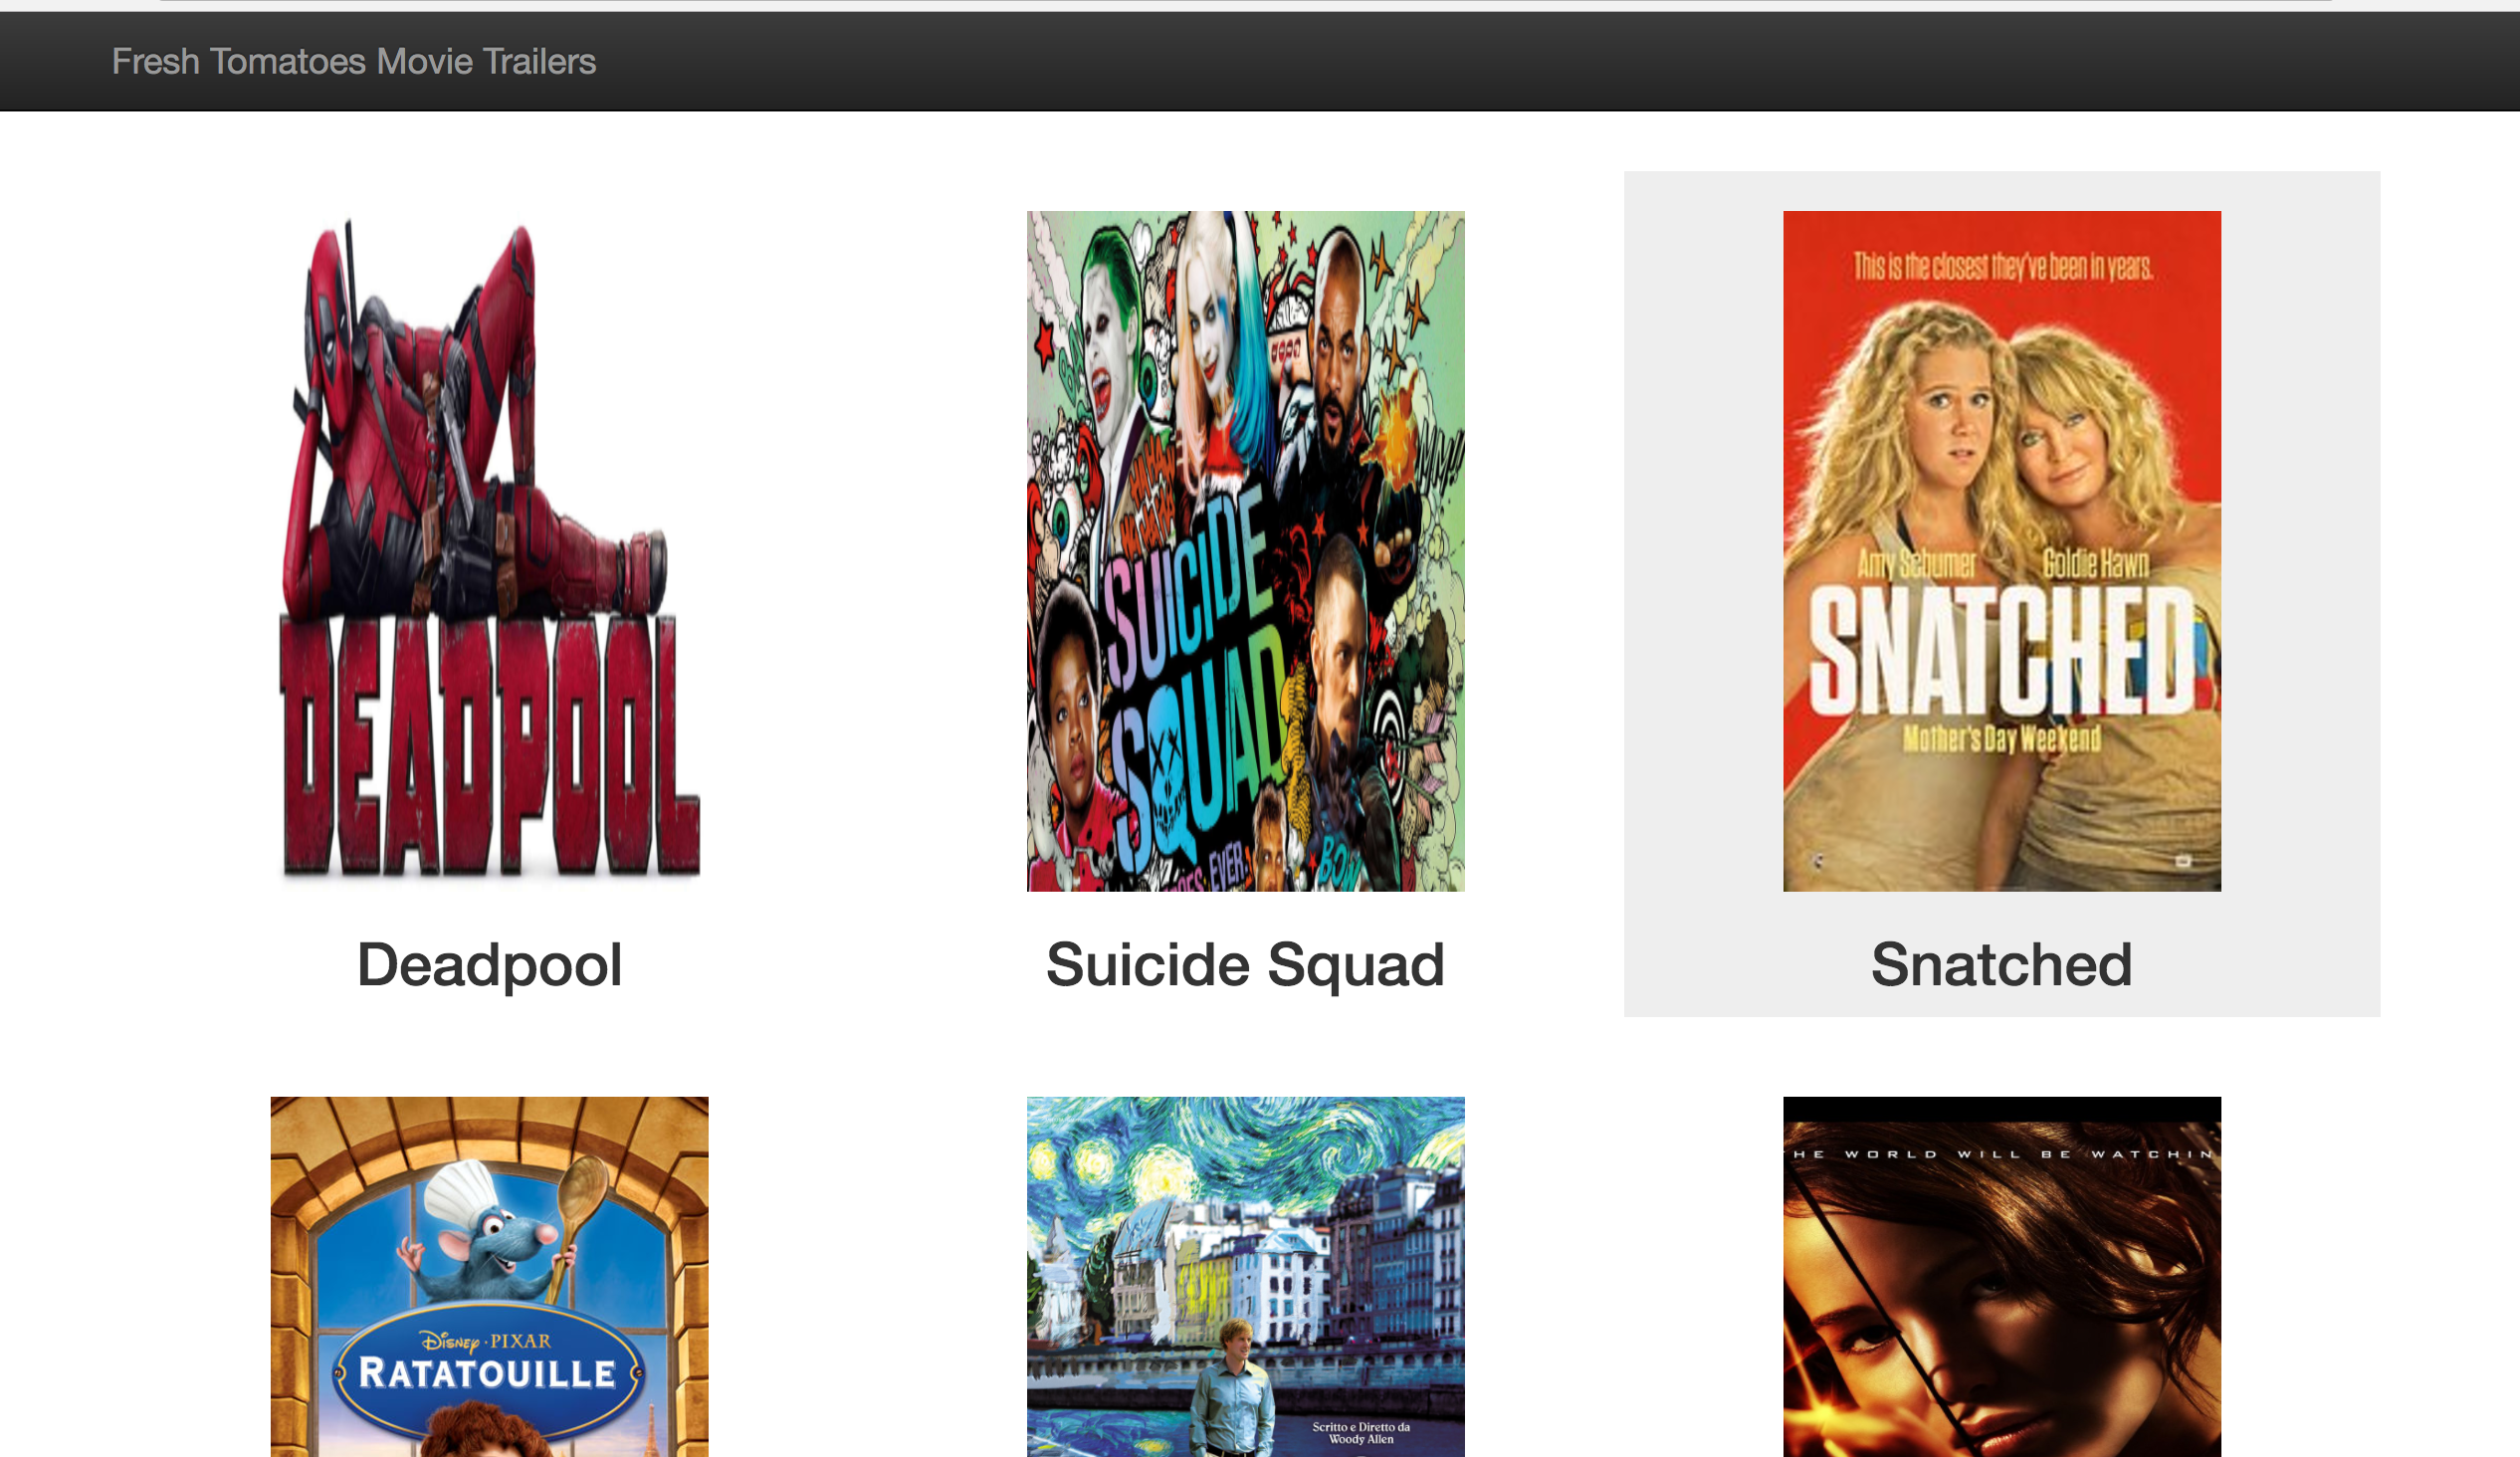 Fresh Tomatoes Movie Trailers
DEADPOOL
SUICIDE
SQUAD
EVER.
This is the closest they've been in years.
Amy Schumer Goldie Hawn
SNATCHED
Mother's Day Weekend
Deadpool
Suicide Squad
Snatched
DISNEY · PIXAR
RATATOUILLE
Scritto e Diretto da
Woody Allen
HE WORLD WILL BE WATCHIN